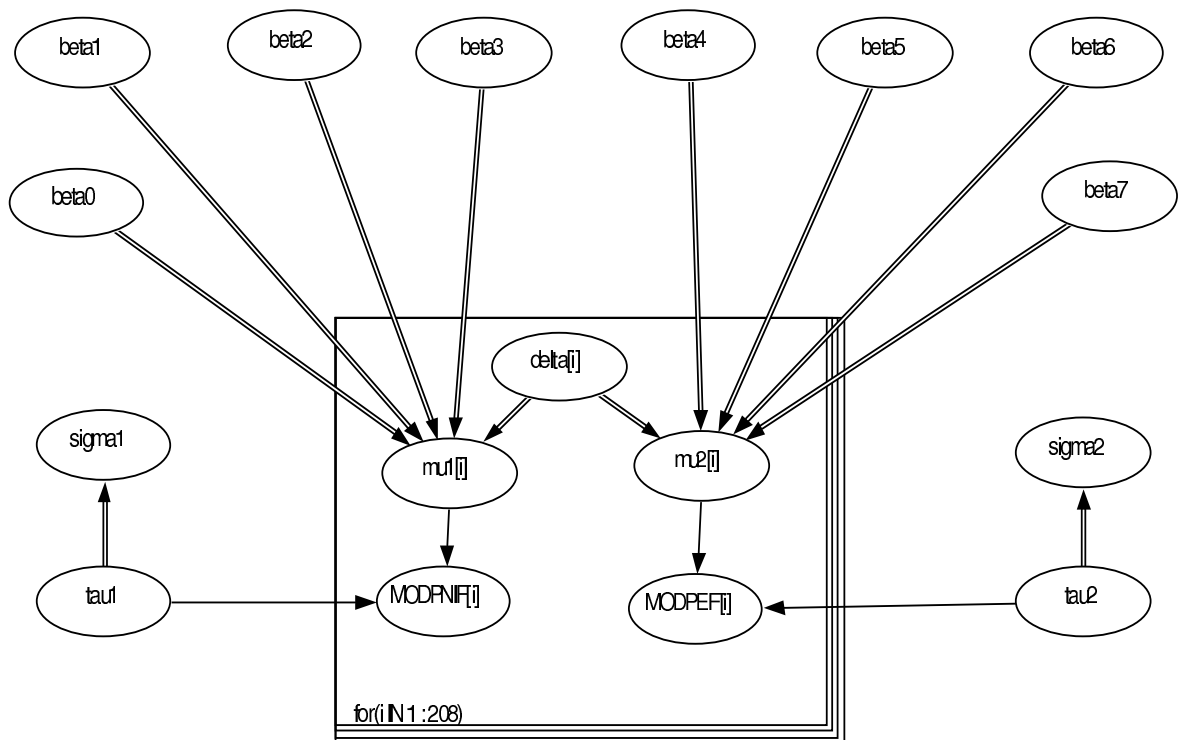 beta1
beta2
beta3
beta4
beta5
beta6
beta0
beta7
delta[i]
sigma1
mu1[i]
mu2[i]
sigma2
tau1
MODPNIF[i]
MODPEF[i]
tau2
for(i IN 1 : 208)